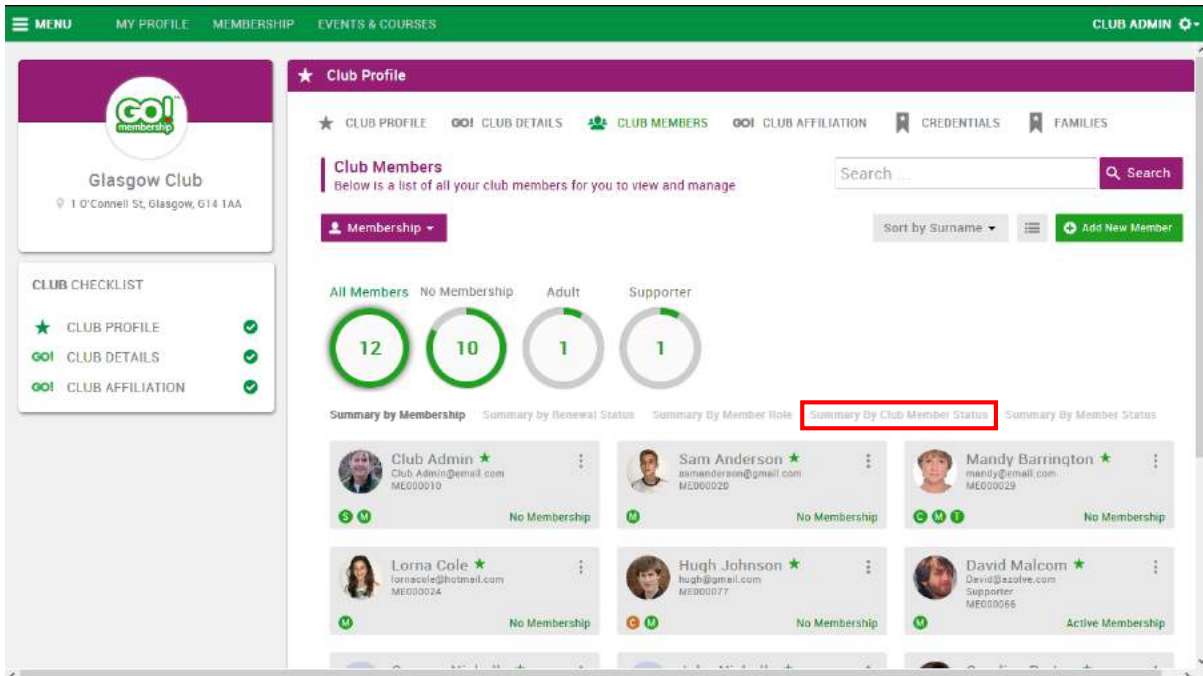 MENU MY PROFILE MEMBERSHIP EVENTS & COURSES CLUB ADMIN
GO!
membership
Glasgow Club
1 O'Connell St, Glasgow, G14 1AA
CLUB CHECKLIST
CLUB PROFILE
GO! CLUB DETAILS
GO! CLUB AFFILIATION
Club Profile
CLUB PROFILE GO! CLUB DETAILS CLUB MEMBERS GO! CLUB AFFILIATION CREDENTIALS FAMILIES
Club Members
Below is a list of all your club members for you to view and manage
Search ... Search
Membership Sort by Surname Add New Member
All Members No Membership Adult Supporter
12 10 1 1
Summary by Membership Summary by Renewal Status Summary By Member Role Summary By Club Member Status Summary By Member Status
Club Admin
Club.Admin@email.com
ME000010
S M No Membership
Sam Anderson
samanderson@gmail.com
ME000020
M No Membership
Mandy Barrington
mandy@email.com
ME000029
C M T No Membership
Lorna Cole
lornacole@hotmail.com
ME000024
M No Membership
Hugh Johnson
hugh@gmail.com
ME000077
C M No Membership
David Malcom
David@azolve.com
Supporter
ME000066
M Active Membership